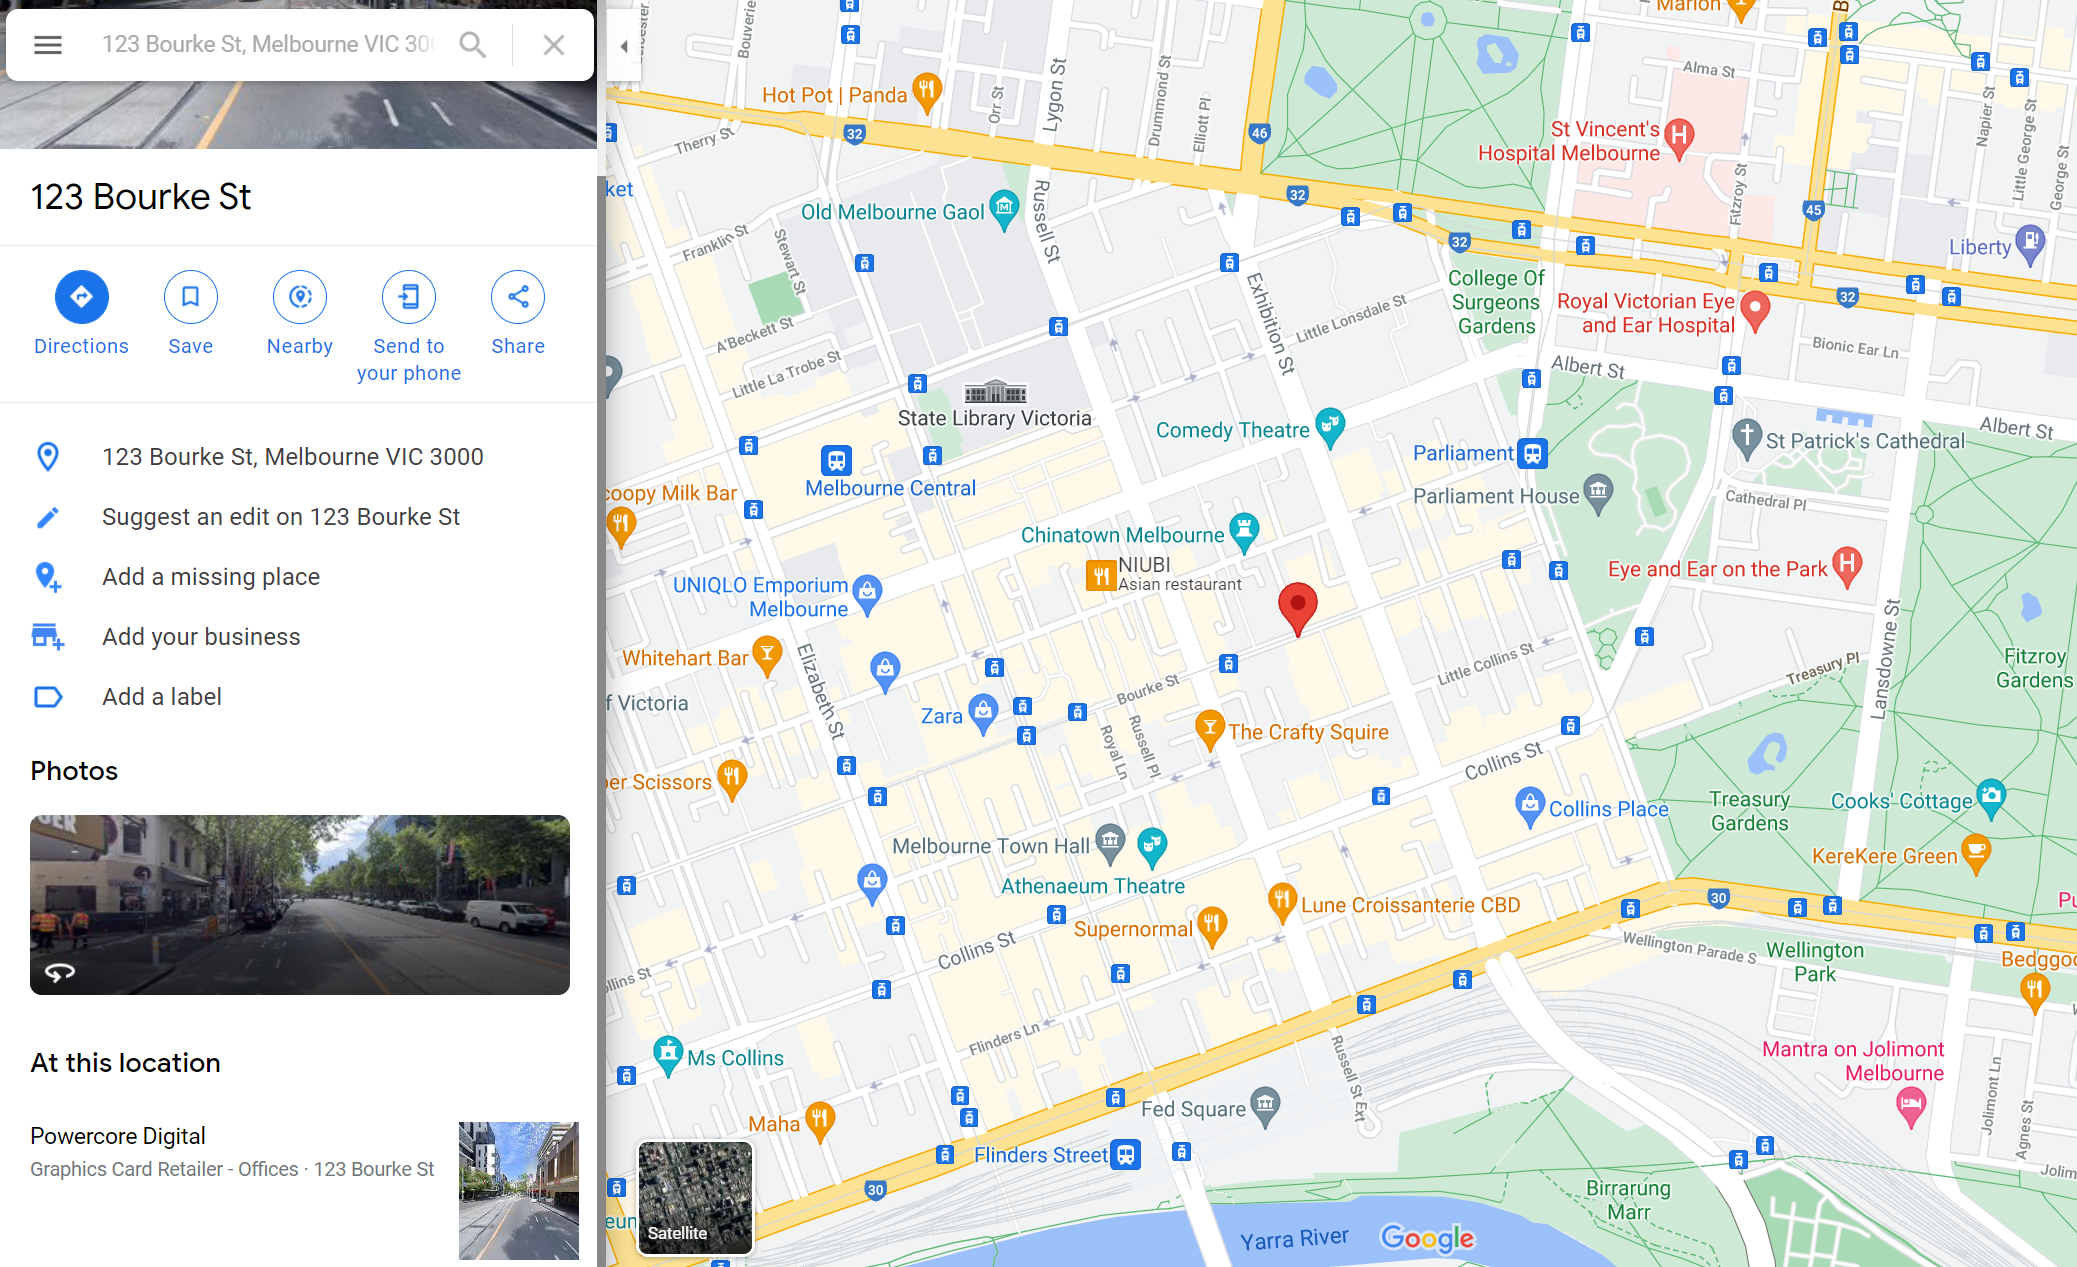 123 Bourke St, Melbourne VIC 300
123 Bourke St
Directions
Save
Nearby
Send to
your phone
Share
123 Bourke St, Melbourne VIC 3000
Suggest an edit on 123 Bourke St
Add a missing place
Add your business
Add a label
Photos
At this location
Powercore Digital
Graphics Card Retailer - Offices · 123 Bourke St
Satellite
Marion
Bouverie
Hot Pot | Panda
32
Therry St
Orr St
Lygon St
Drummond St
Elliott Pl
46
Alma St
St Vincent's
Hospital Melbourne
Napier St
Little George St
George St
Fitzroy St
45
ket
Old Melbourne Gaol
Russell St
32
32
Liberty
Franklin St
Stewart St
Exhibition St
College Of
Surgeons
Gardens
Royal Victorian Eye
and Ear Hospital
32
Little Lonsdale St
A'Beckett St
Little La Trobe St
Bionic Ear Ln
Albert St
State Library Victoria
Comedy Theatre
Parliament
St Patrick's Cathedral
Albert St
Melbourne Central
coopy Milk Bar
Parliament House
Cathedral Pl
Chinatown Melbourne
NIUBI
Asian restaurant
Eye and Ear on the Park
UNIQLO Emporium
Melbourne
Whitehart Bar
Elizabeth St
f Victoria
Little Collins St
Treasury Pl
Lansdowne St
Fitzroy
Gardens
Bourke St
Zara
Royal Ln
Russell Pl
The Crafty Squire
Collins St
er Scissors
Collins Place
Treasury
Gardens
Cooks' Cottage
Melbourne Town Hall
Athenaeum Theatre
KereKere Green
Lune Croissanterie CBD
30
Supernormal
Collins St
llins St
Wellington Parade S
Wellington
Park
Bedggoo
Flinders Ln
Ms Collins
Russell St Ext
Mantra on Jolimont
Melbourne
Jolimont Ln
Agnes St
Maha
Fed Square
Flinders Street
Jolim
30
Birrarung
Marr
Yarra River
Google